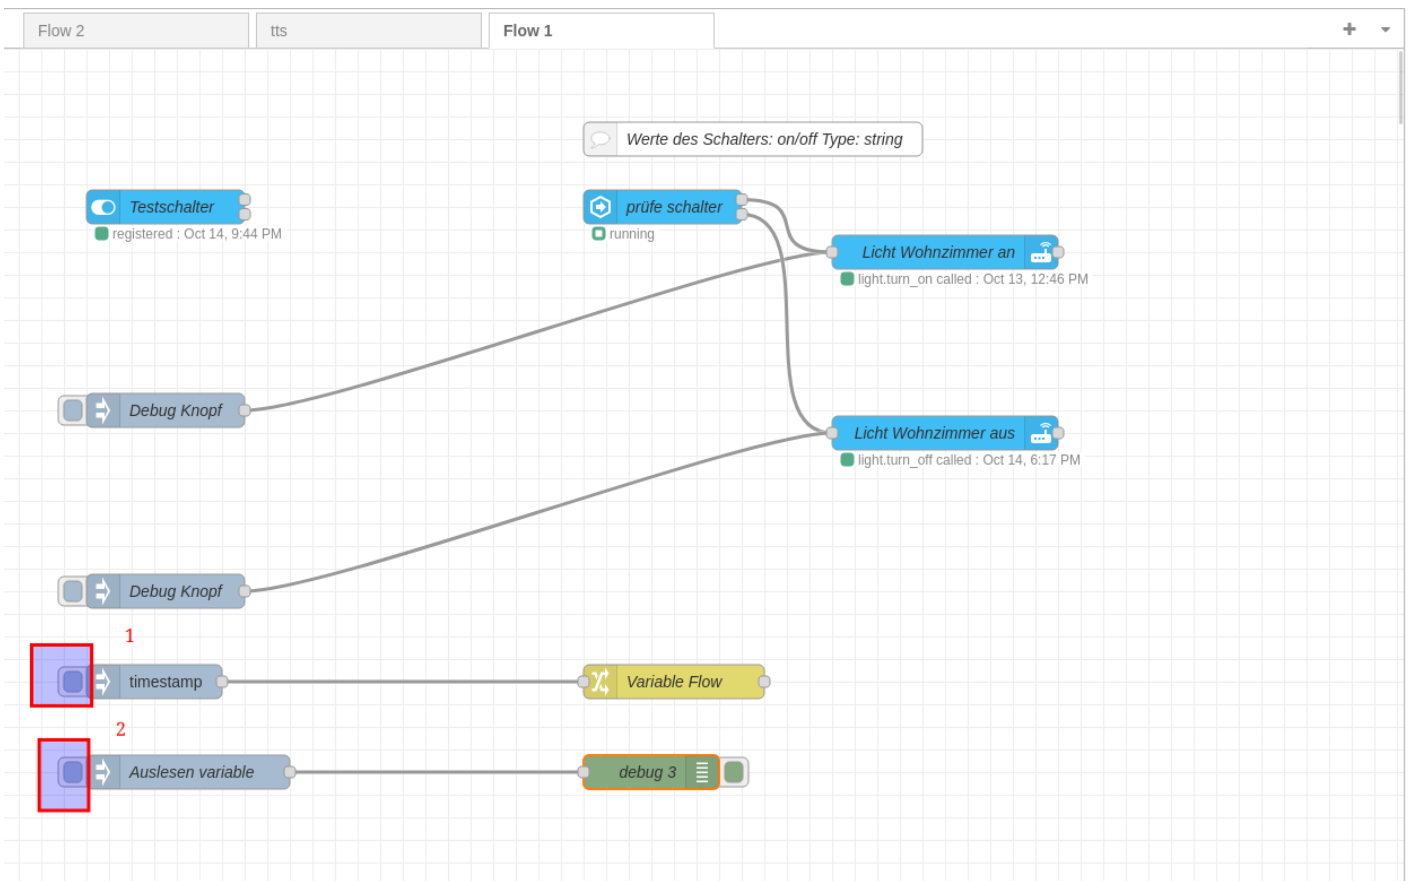 Flow 2
tts
Flow 1
Werte des Schalters: on/off Type: string
Testschalter
registered : Oct 14, 9:44 PM
prüfe schalter
running
Licht Wohnzimmer an
light.turn_on called : Oct 13, 12:46 PM
Debug Knopf
Licht Wohnzimmer aus
light.turn_off called : Oct 14, 6:17 PM
Debug Knopf
1
timestamp
Variable Flow
2
Auslesen variable
debug 3